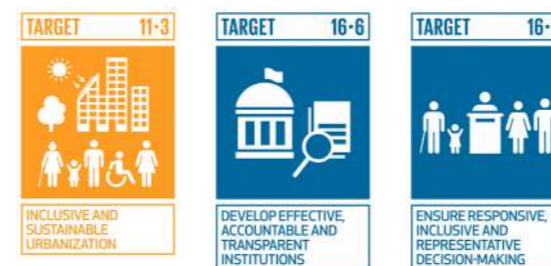 TARGET 11·3
INCLUSIVE AND
SUSTAINABLE
URBANIZATION
TARGET 16·6
DEVELOP EFFECTIVE,
ACCOUNTABLE AND
TRANSPARENT
INSTITUTIONS
TARGET 16·
ENSURE RESPONSIVE,
INCLUSIVE AND
REPRESENTATIVE
DECISION-MAKING